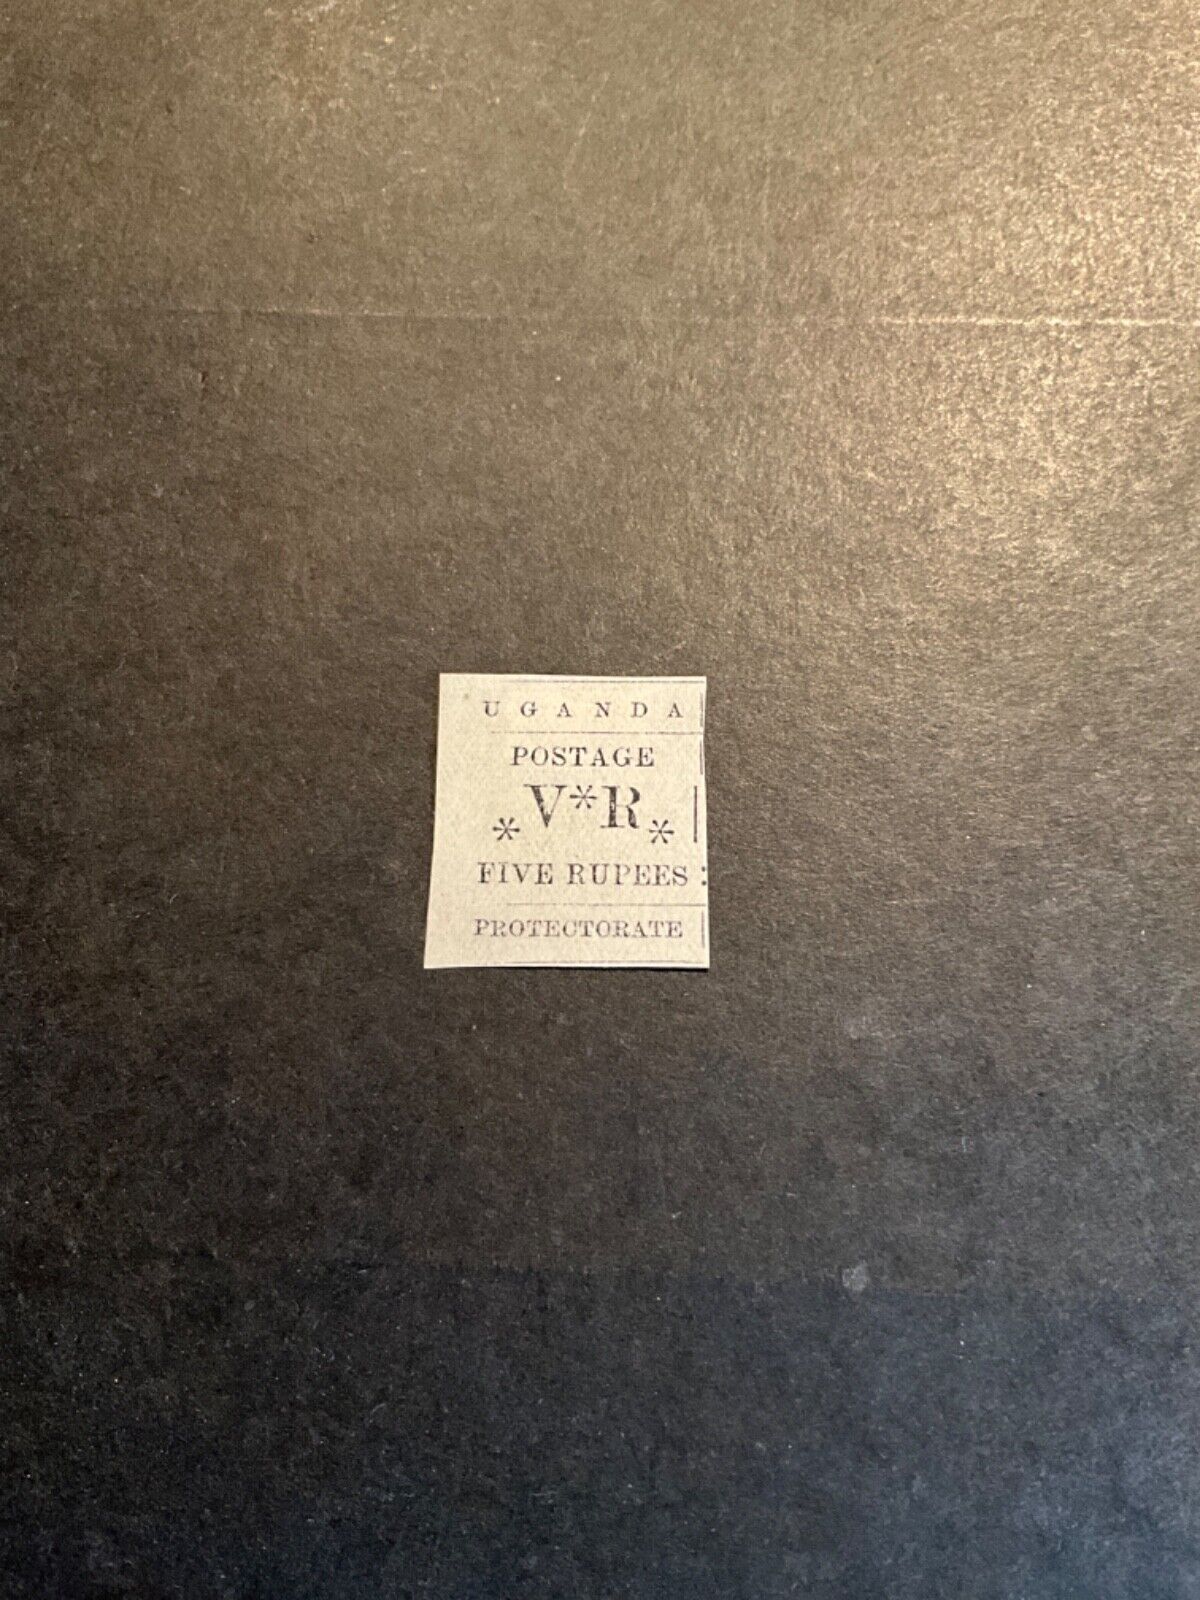 UGANDA
POSTAGE
*V*R*
FIVE RUPEES:
PROTECTORATE